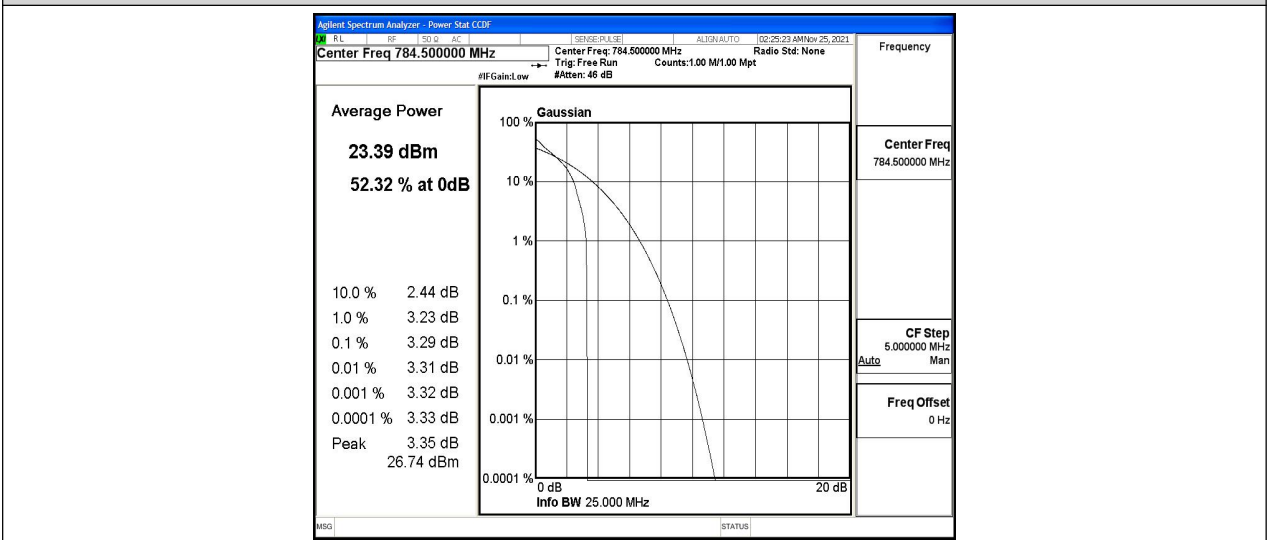 Agilent Spectrum Analyzer - Power Stat CCDF
LXI RL RF 50 Ω AC SENSE:PULSE ALIGNAUTO 02:25:23 AMNov 25, 2021
Center Freq 784.500000 MHz
Center Freq: 784.500000 MHz Radio Std: None
Trig: Free Run Counts:1.00 M/1.00 Mpt
#IFGain:Low #Atten: 46 dB
Frequency
Average Power
23.39 dBm
52.32 % at 0dB
10.0 % 2.44 dB
1.0 % 3.23 dB
0.1 % 3.29 dB
0.01 % 3.31 dB
0.001 % 3.32 dB
0.0001 % 3.33 dB
Peak 3.35 dB
26.74 dBm
Gaussian
100 %
10 %
1 %
0.1 %
0.01 %
0.001 %
0.0001 %
0 dB 20 dB
Info BW 25.000 MHz
Center Freq
784.500000 MHz
CF Step
5.000000 MHz
Auto Man
Freq Offset
0 Hz
MSG STATUS